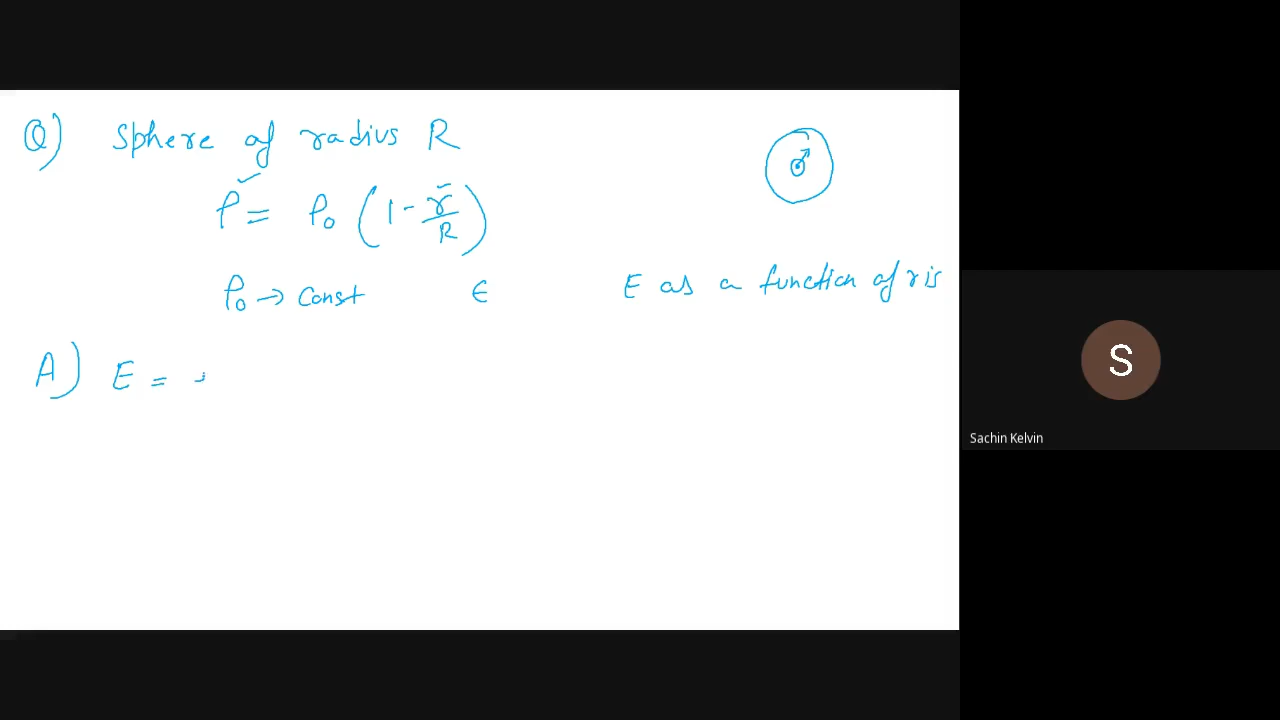 Q) Sphere of radius R
ρ = ρ₀ (1 - r/R)
ρ₀ → Const ϵ E as a function of r is
A) E =
S
Sachin Kelvin